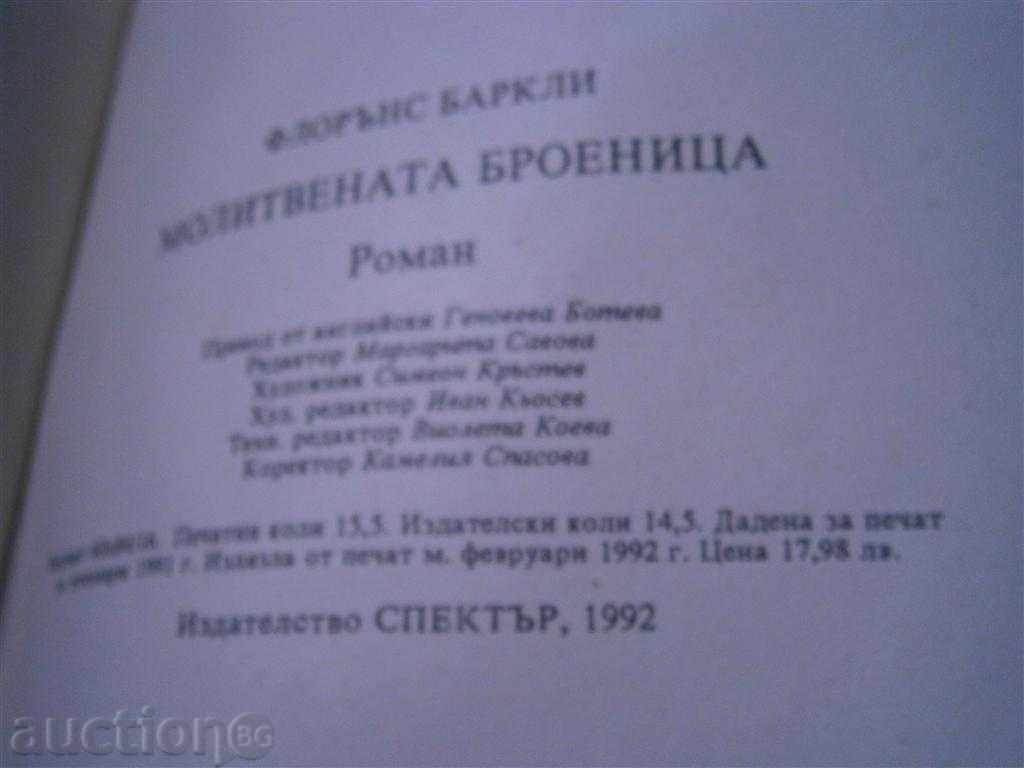 ФЛОРЪНС БАРКЛИ
МОЛИТВЕНАТА БРОЕНИЦА
Роман
Превод от английски Геновева Ботева
Редактор Маргарита Савова
Художник Симеон Кръстев
Худ. редактор Иван Кьосев
Техн. редактор Виолета Коева
Коректор Камелия Спасова
Печатни коли 15,5. Издателски коли 14,5. Дадена за печат
януари 1992 г. Излязла от печат м. февруари 1992 г. Цена 17,98 лв.
Издателство СПЕКТЪР, 1992
auction BG